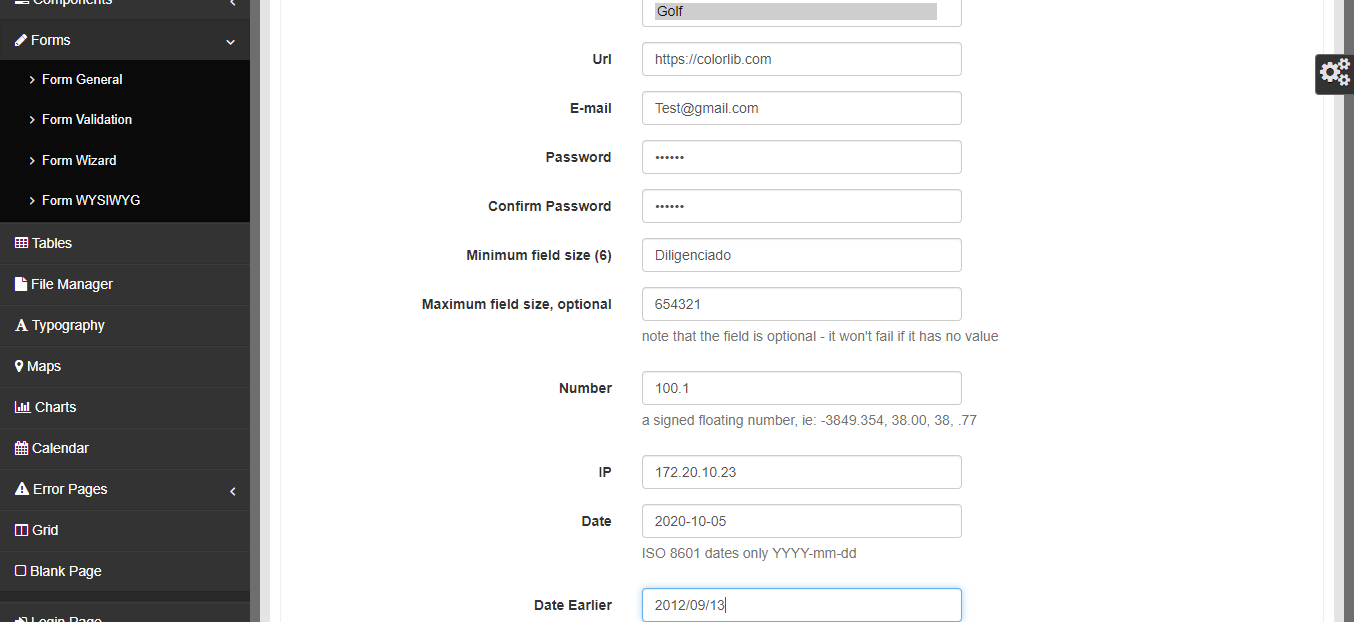 Components
Forms
Form General
Form Validation
Form Wizard
Form WYSIWYG
Tables
File Manager
Typography
Maps
Charts
Calendar
Error Pages
Grid
Blank Page
Login Page
Golf
Url https://colorlib.com
E-mail Test@gmail.com
Password ••••••
Confirm Password ••••••
Minimum field size (6) Diligenciado
Maximum field size, optional 654321
note that the field is optional - it won't fail if it has no value
Number 100.1
a signed floating number, ie: -3849.354, 38.00, 38, .77
IP 172.20.10.23
Date 2020-10-05
ISO 8601 dates only YYYY-mm-dd
Date Earlier 2012/09/13